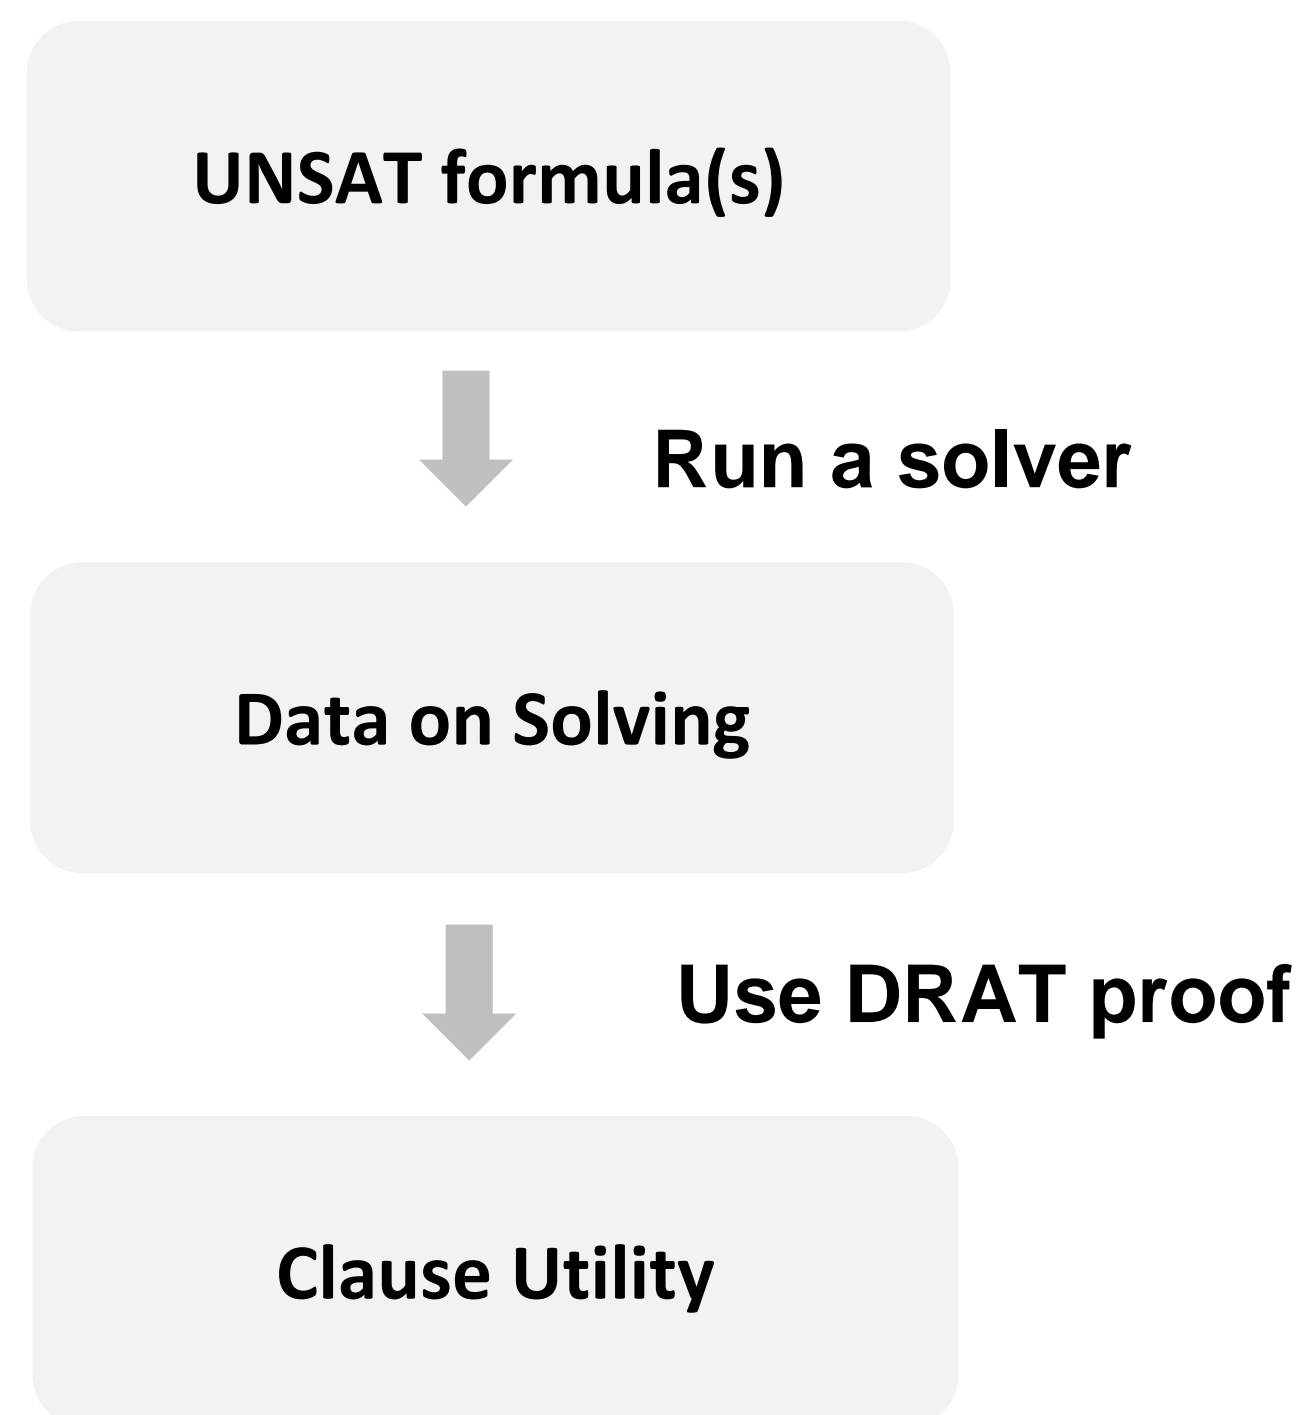 UNSAT formula(s)
Run a solver
Data on Solving
Use DRAT proof
Clause Utility